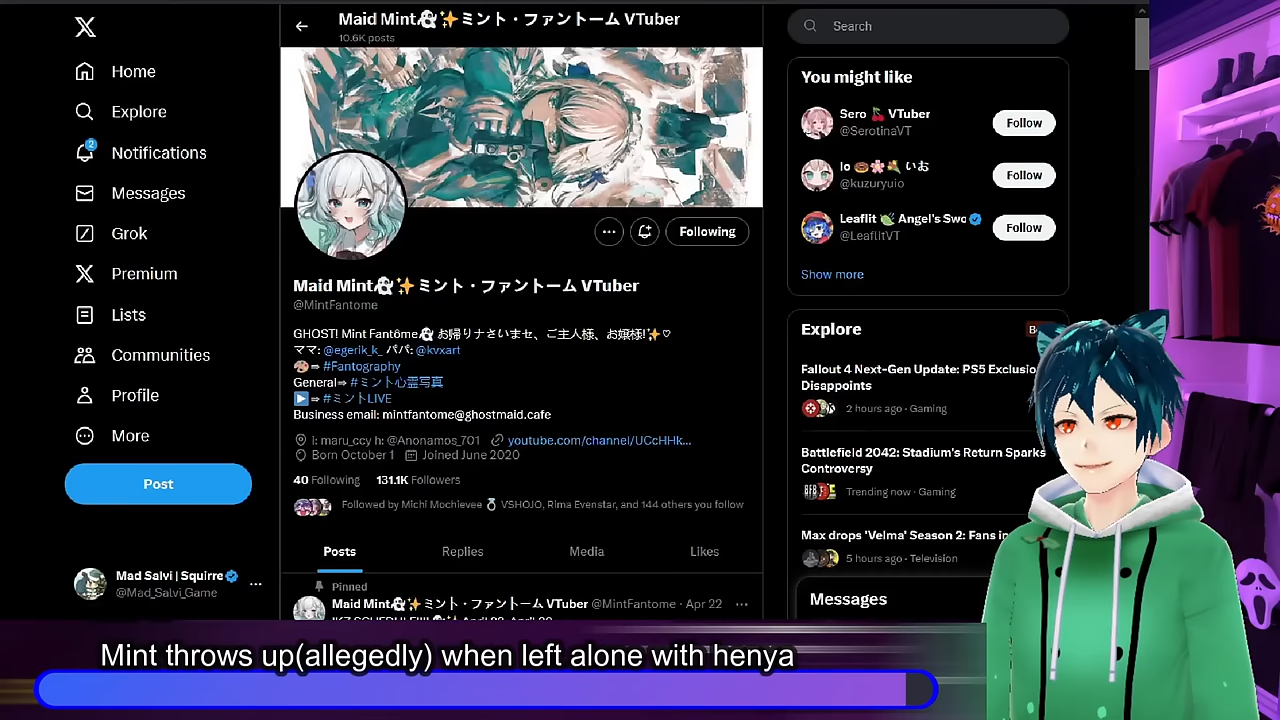 Home
Explore
2
Notifications
Messages
Grok
Premium
Lists
Communities
Profile
More
Post
Mad Salvi | Squirre
@Mad_Salvi_Game
Maid Mint👻✨ミント・ファントーム VTuber
10.6K posts
Following
Maid Mint👻✨ミント・ファントーム VTuber
@MintFantome
GHOST! Mint Fantôme👻 お帰りナさいまセ、ご主人様、お嬢様!✨♡
ママ: @egerik_k_ パパ: @kvxart
🎨⇒ #Fantography
General⇒ #ミント心霊写真
▶️⇒ #ミントLIVE
Business email: mintfantome@ghostmaid.cafe
i: maru_ccy h: @Anonamos_701 youtube.com/channel/UCcHHk...
Born October 1 Joined June 2020
40 Following 131.1K Followers
Followed by Michi Mochievee VSHOJO, Rima Evenstar, and 144 others you follow
Posts Replies Media Likes
Pinned
Maid Mint👻✨ミント・ファントーム VTuber @MintFantome · Apr 22
Search
You might like
Sero 🍒 VTuber
@SerotinaVT
Follow
Io 🍩🌸 いお
@kuzuryuio
Follow
Leaflit 🍃 Angel's Swo
@LeaflitVT
Follow
Show more
Explore
Fallout 4 Next-Gen Update: PS5 Exclusio
Disappoints
2 hours ago · Gaming
Battlefield 2042: Stadium's Return Sparks
Controversy
Trending now · Gaming
Max drops 'Velma' Season 2: Fans in
5 hours ago · Television
Messages
Mint throws up(allegedly) when left alone with henya